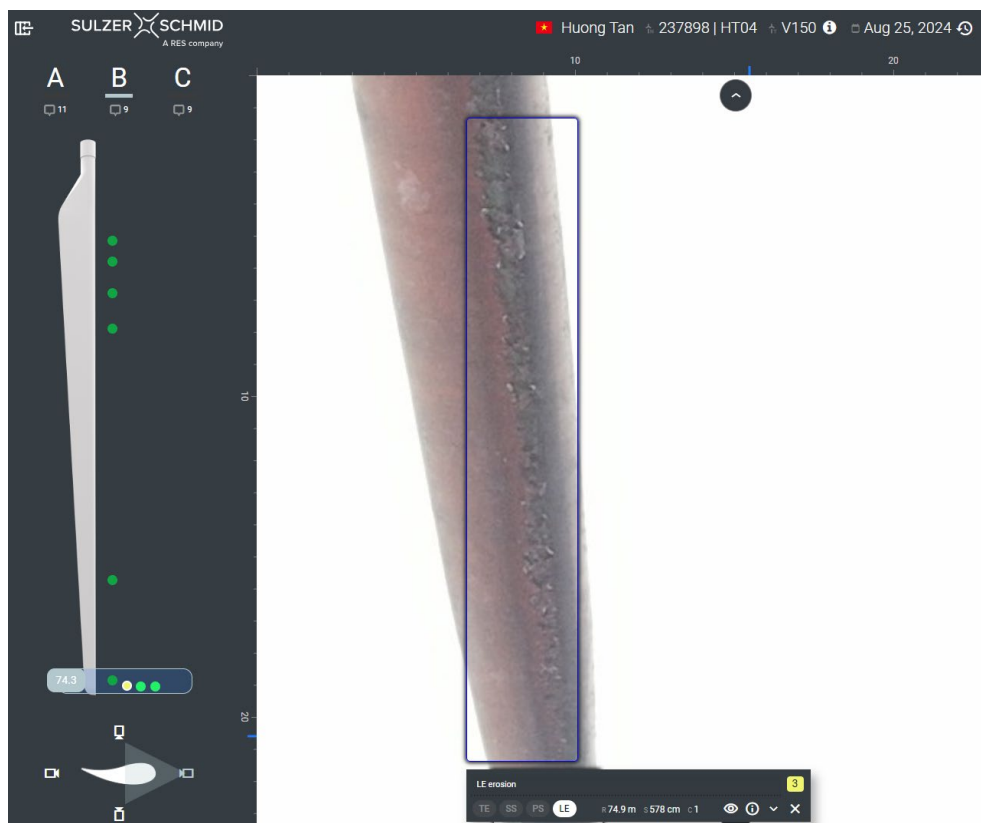 SULZER SCHMID
A RES company
Huong Tan 237898 | HT04 V150 Aug 25, 2024
A B C
11 9 9
10 20
10
20
74.3
LE erosion 3
TE SS PS LE R 74.9 m S 578 cm C 1